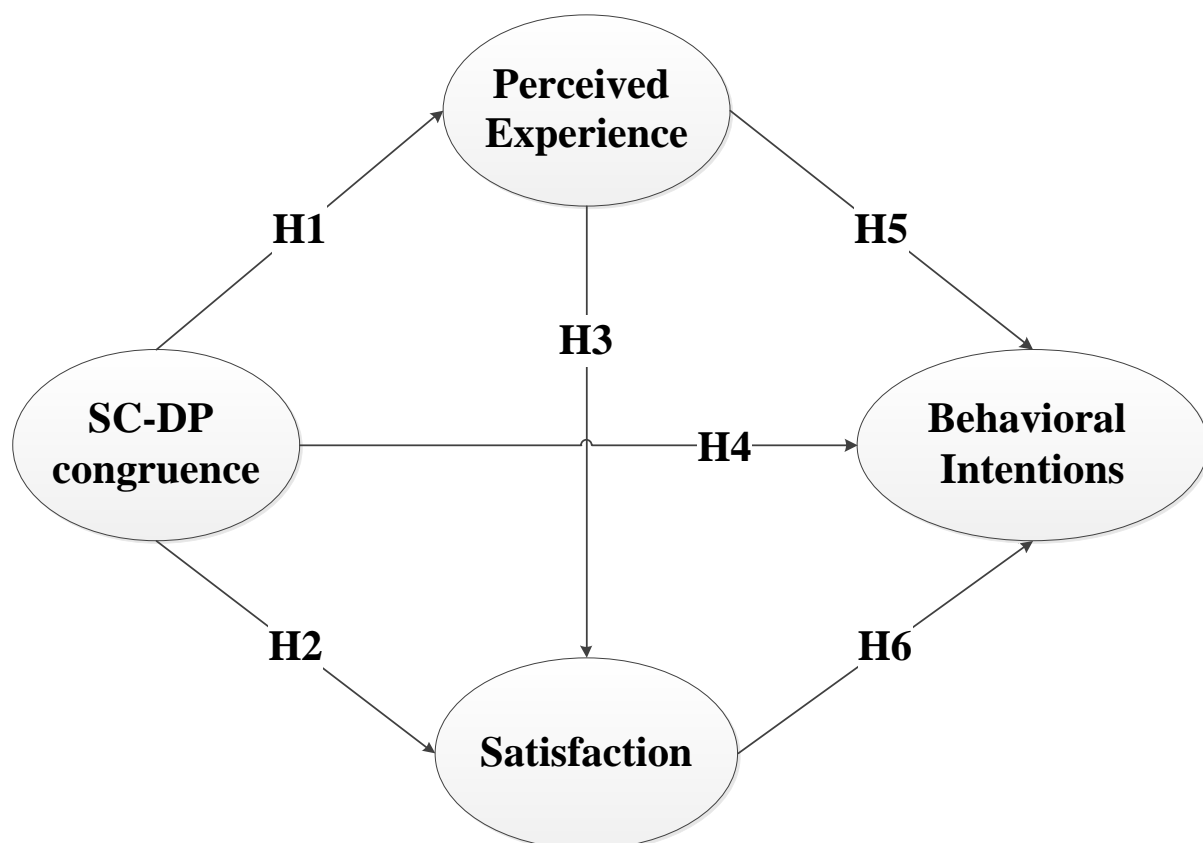 Perceived
Experience
H1
H5
H3
SC-DP
congruence
H4
Behavioral
Intentions
H2
H6
Satisfaction